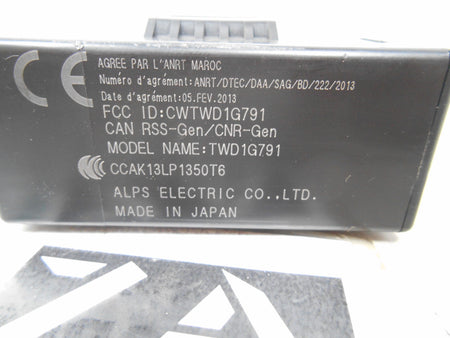 CE
AGREE PAR L'ANRT MAROC
Numéro d'agrément:ANRT/DTEC/DAA/SAG/BD/222/2013
Date d'agrément:05.FEV.2013
FCC ID:CWTWD1G791
CAN RSS-Gen/CNR-Gen
MODEL NAME:TWD1G791
CCAK13LP1350T6
ALPS ELECTRIC CO.,LTD.
MADE IN JAPAN